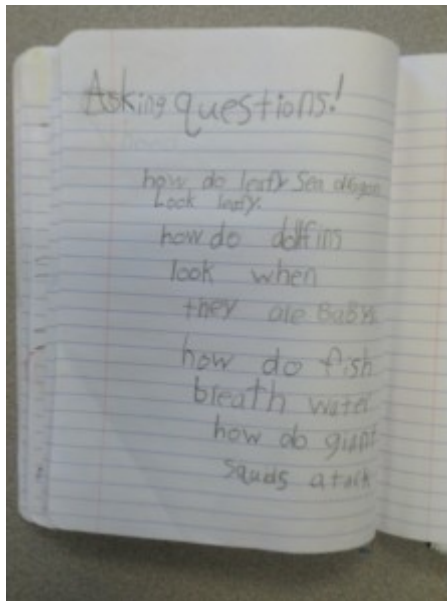 Asking questions!
how do leafy Sea dragons
Look leafy.
how do dolfins
look when
they are BaBys
how do fish
breath water
how do giant
squds atack